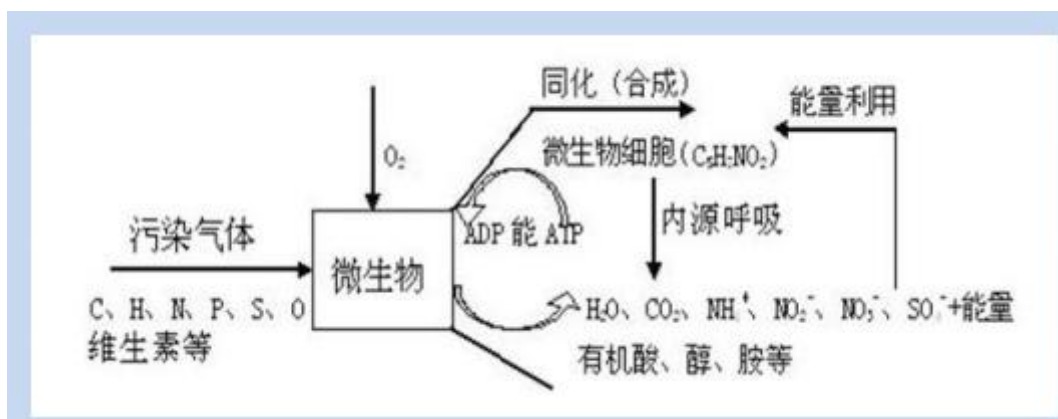 同化（合成）
能量利用
O₂
微生物细胞(C₅H₇NO₂)
污染气体
ADP 能 ATP
内源呼吸
微生物
C、H、N、P、S、O
H₂O、CO₂、NH₄⁺、NO₂⁻、NO₃⁻、SO₄⁻+能量
维生素等
有机酸、醇、胺等